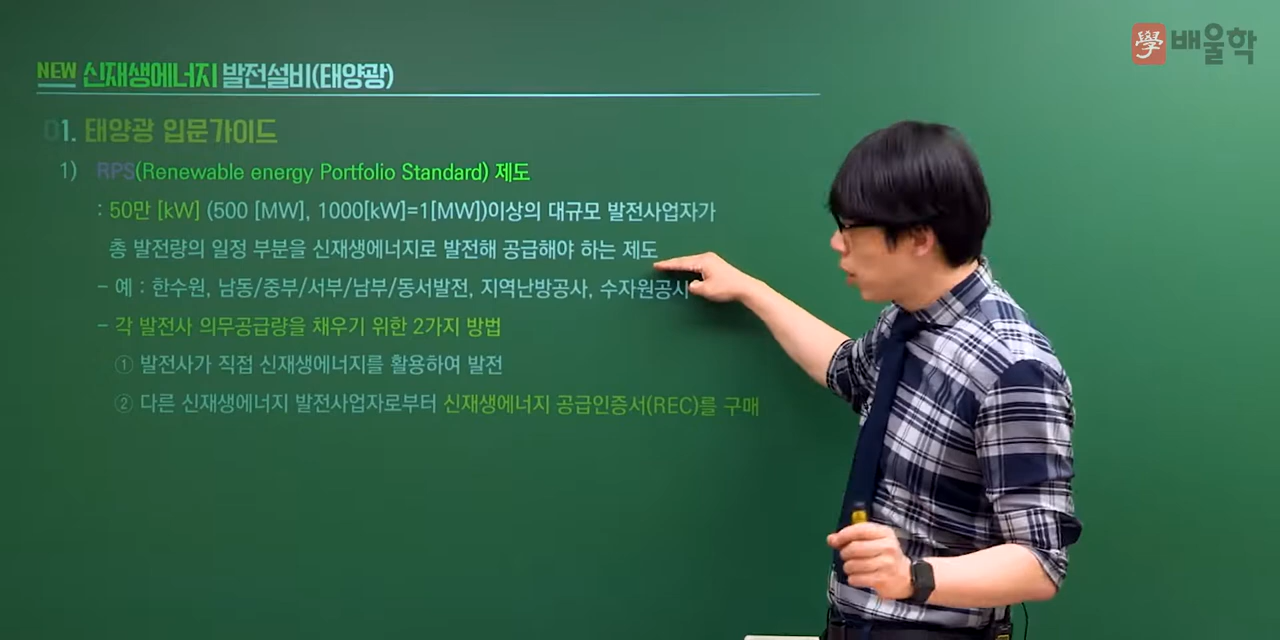 學 배울학
NEW 신재생에너지 발전설비(태양광)
01. 태양광 입문가이드
1) RPS(Renewable energy Portfolio Standard) 제도
: 50만 [kW] (500 [MW], 1000[kW]=1[MW])이상의 대규모 발전사업자가
총 발전량의 일정 부분을 신재생에너지로 발전해 공급해야 하는 제도
- 예 : 한수원, 남동/중부/서부/남부/동서발전, 지역난방공사, 수자원공사
- 각 발전사 의무공급량을 채우기 위한 2가지 방법
① 발전사가 직접 신재생에너지를 활용하여 발전
② 다른 신재생에너지 발전사업자로부터 신재생에너지 공급인증서(REC)를 구매